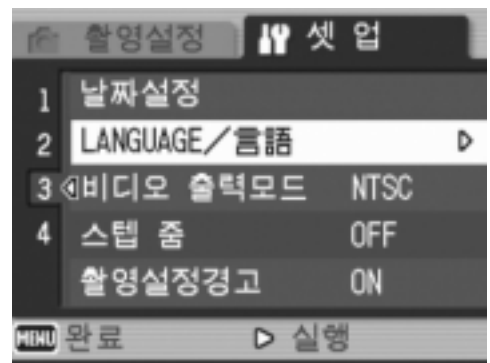 촬영설정 셋 업
1 날짜설정
2 LANGUAGE/言語
3 비디오 출력모드 NTSC
4 스텝 줌 OFF
촬영설정경고 ON
MENU 완료 실행